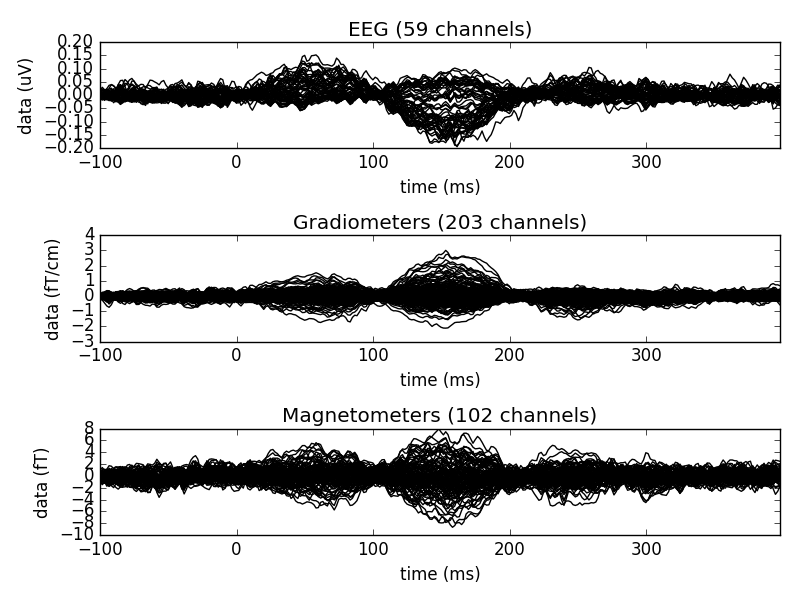 EEG (59 channels)
0.20
0.15
0.10
0.05
0.00
−0.05
−0.10
−0.15
−0.20
data (uV)
−100 0 100 200 300
time (ms)
Gradiometers (203 channels)
4
3
2
1
0
−1
−2
−3
data (fT/cm)
−100 0 100 200 300
time (ms)
Magnetometers (102 channels)
8
6
4
2
0
−2
−4
−6
−8
−10
data (fT)
−100 0 100 200 300
time (ms)